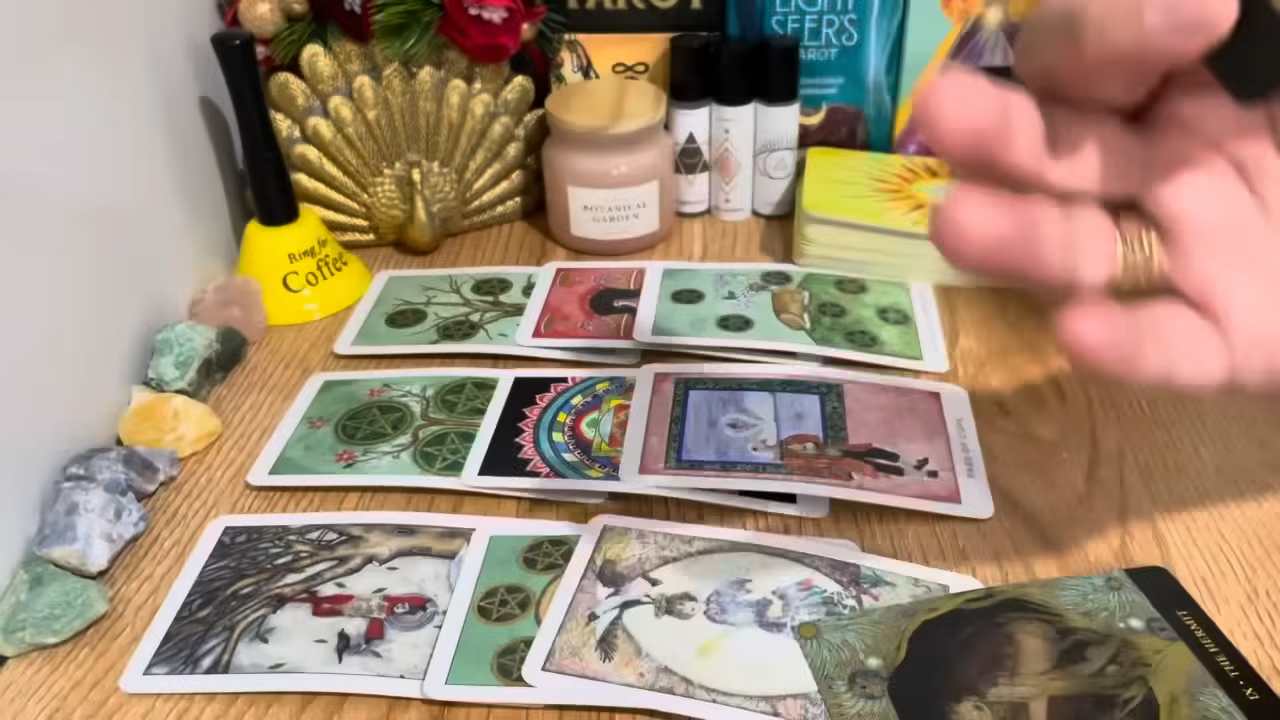 TAROT
LIGHT
SEER'S
TAROT
Ring for
Coffee
BOTANICAL
GARDEN
IX • THE HERMIT